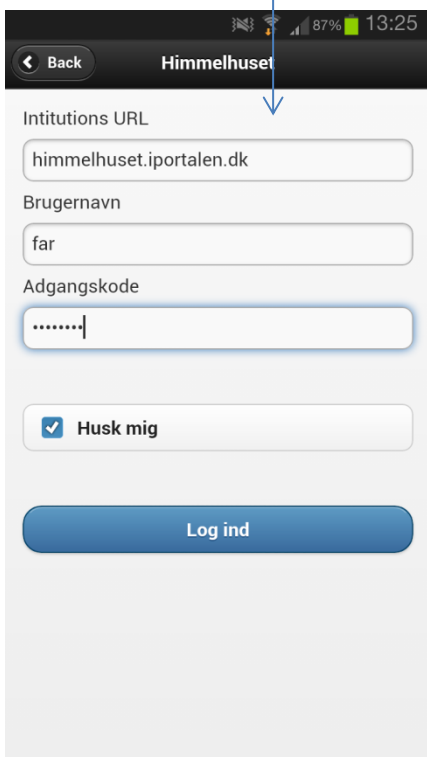 87% 13:25
Back Himmelhuset
Intitutions URL
himmelhuset.iportalen.dk
Brugernavn
far
Adgangskode
••••••••
Husk mig
Log ind